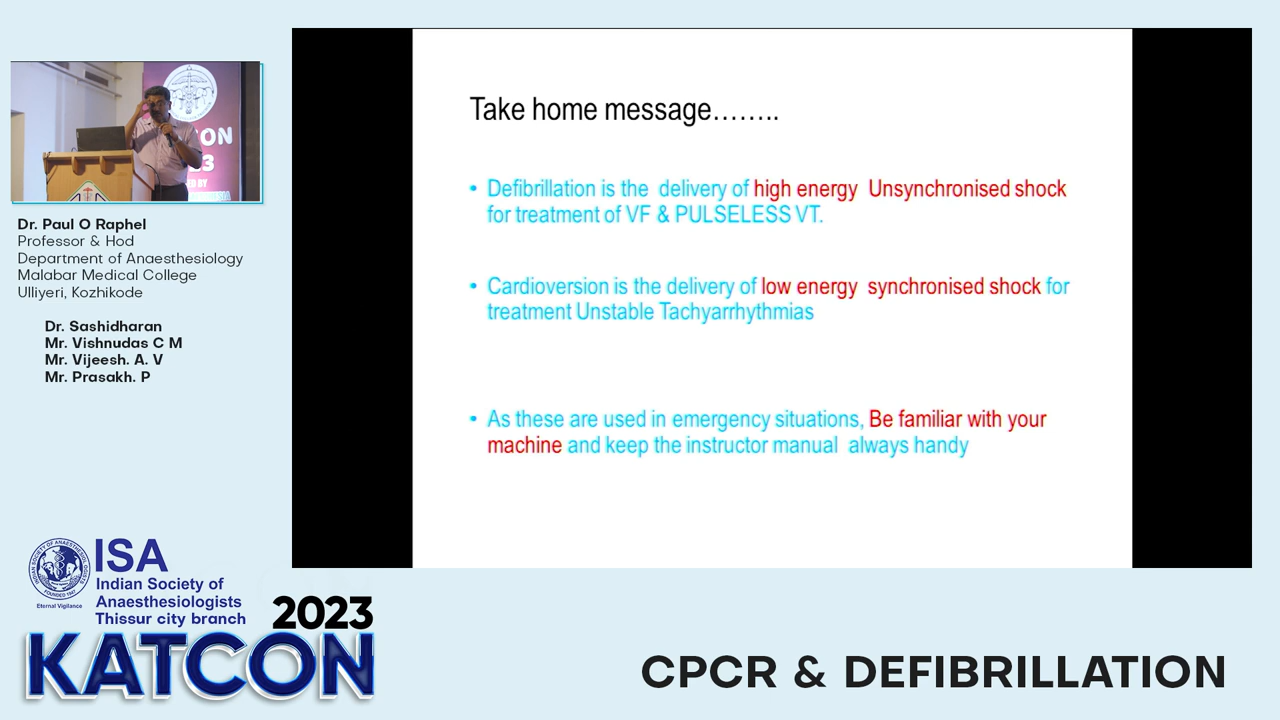 Take home message........
• Defibrillation is the delivery of high energy Unsynchronised shock
for treatment of VF & PULSELESS VT.
• Cardioversion is the delivery of low energy synchronised shock for
treatment Unstable Tachyarrhythmias
• As these are used in emergency situations, Be familiar with your
machine and keep the instructor manual always handy
Dr. Paul O Raphel
Professor & Hod
Department of Anaesthesiology
Malabar Medical College
Ulliyeri, Kozhikode
Dr. Sashidharan
Mr. Vishnudas C M
Mr. Vijeesh. A. V
Mr. Prasakh. P
ISA
Indian Society of
Anaesthesiologists
Thissur city branch
Eternal Vigilance
2023
KATCON
CPCR & DEFIBRILLATION